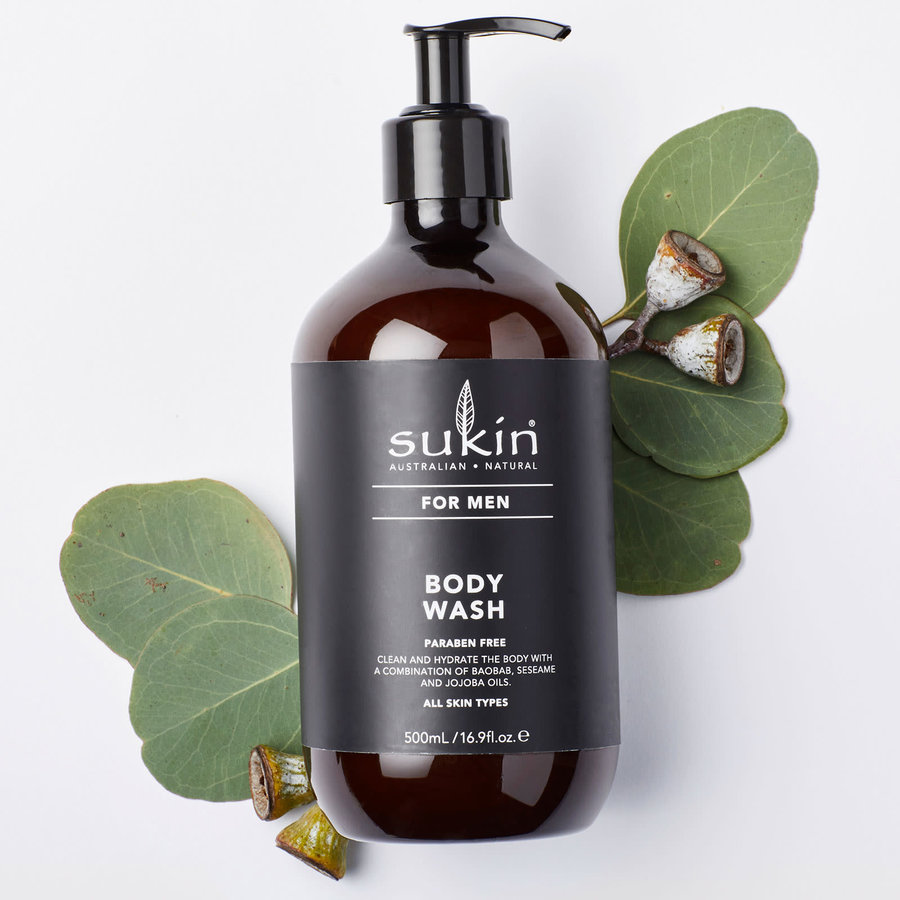 sukin®
AUSTRALIAN • NATURAL
FOR MEN
BODY
WASH
PARABEN FREE
CLEAN AND HYDRATE THE BODY WITH
A COMBINATION OF BAOBAB, SESEAME
AND JOJOBA OILS.
ALL SKIN TYPES
500mL / 16.9fl.oz. ℮